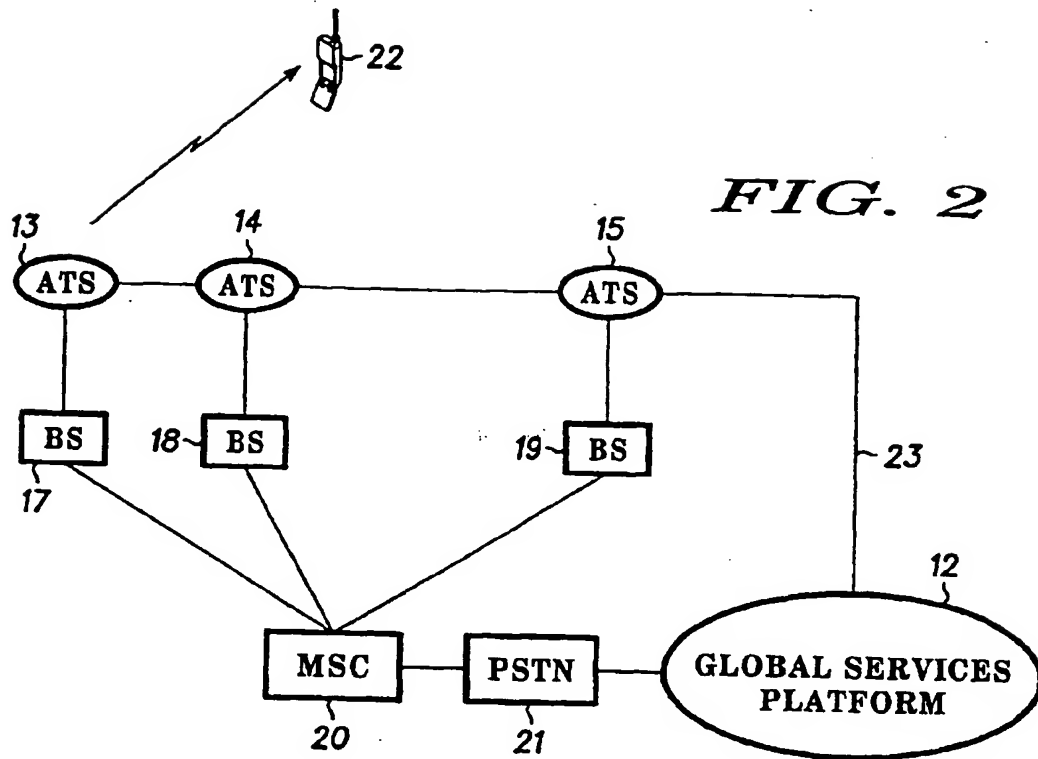 22
FIG. 2
13
14
15
ATS
ATS
ATS
BS
18
BS
19
BS
23
17
12
MSC
PSTN
GLOBAL SERVICES
PLATFORM
20
21